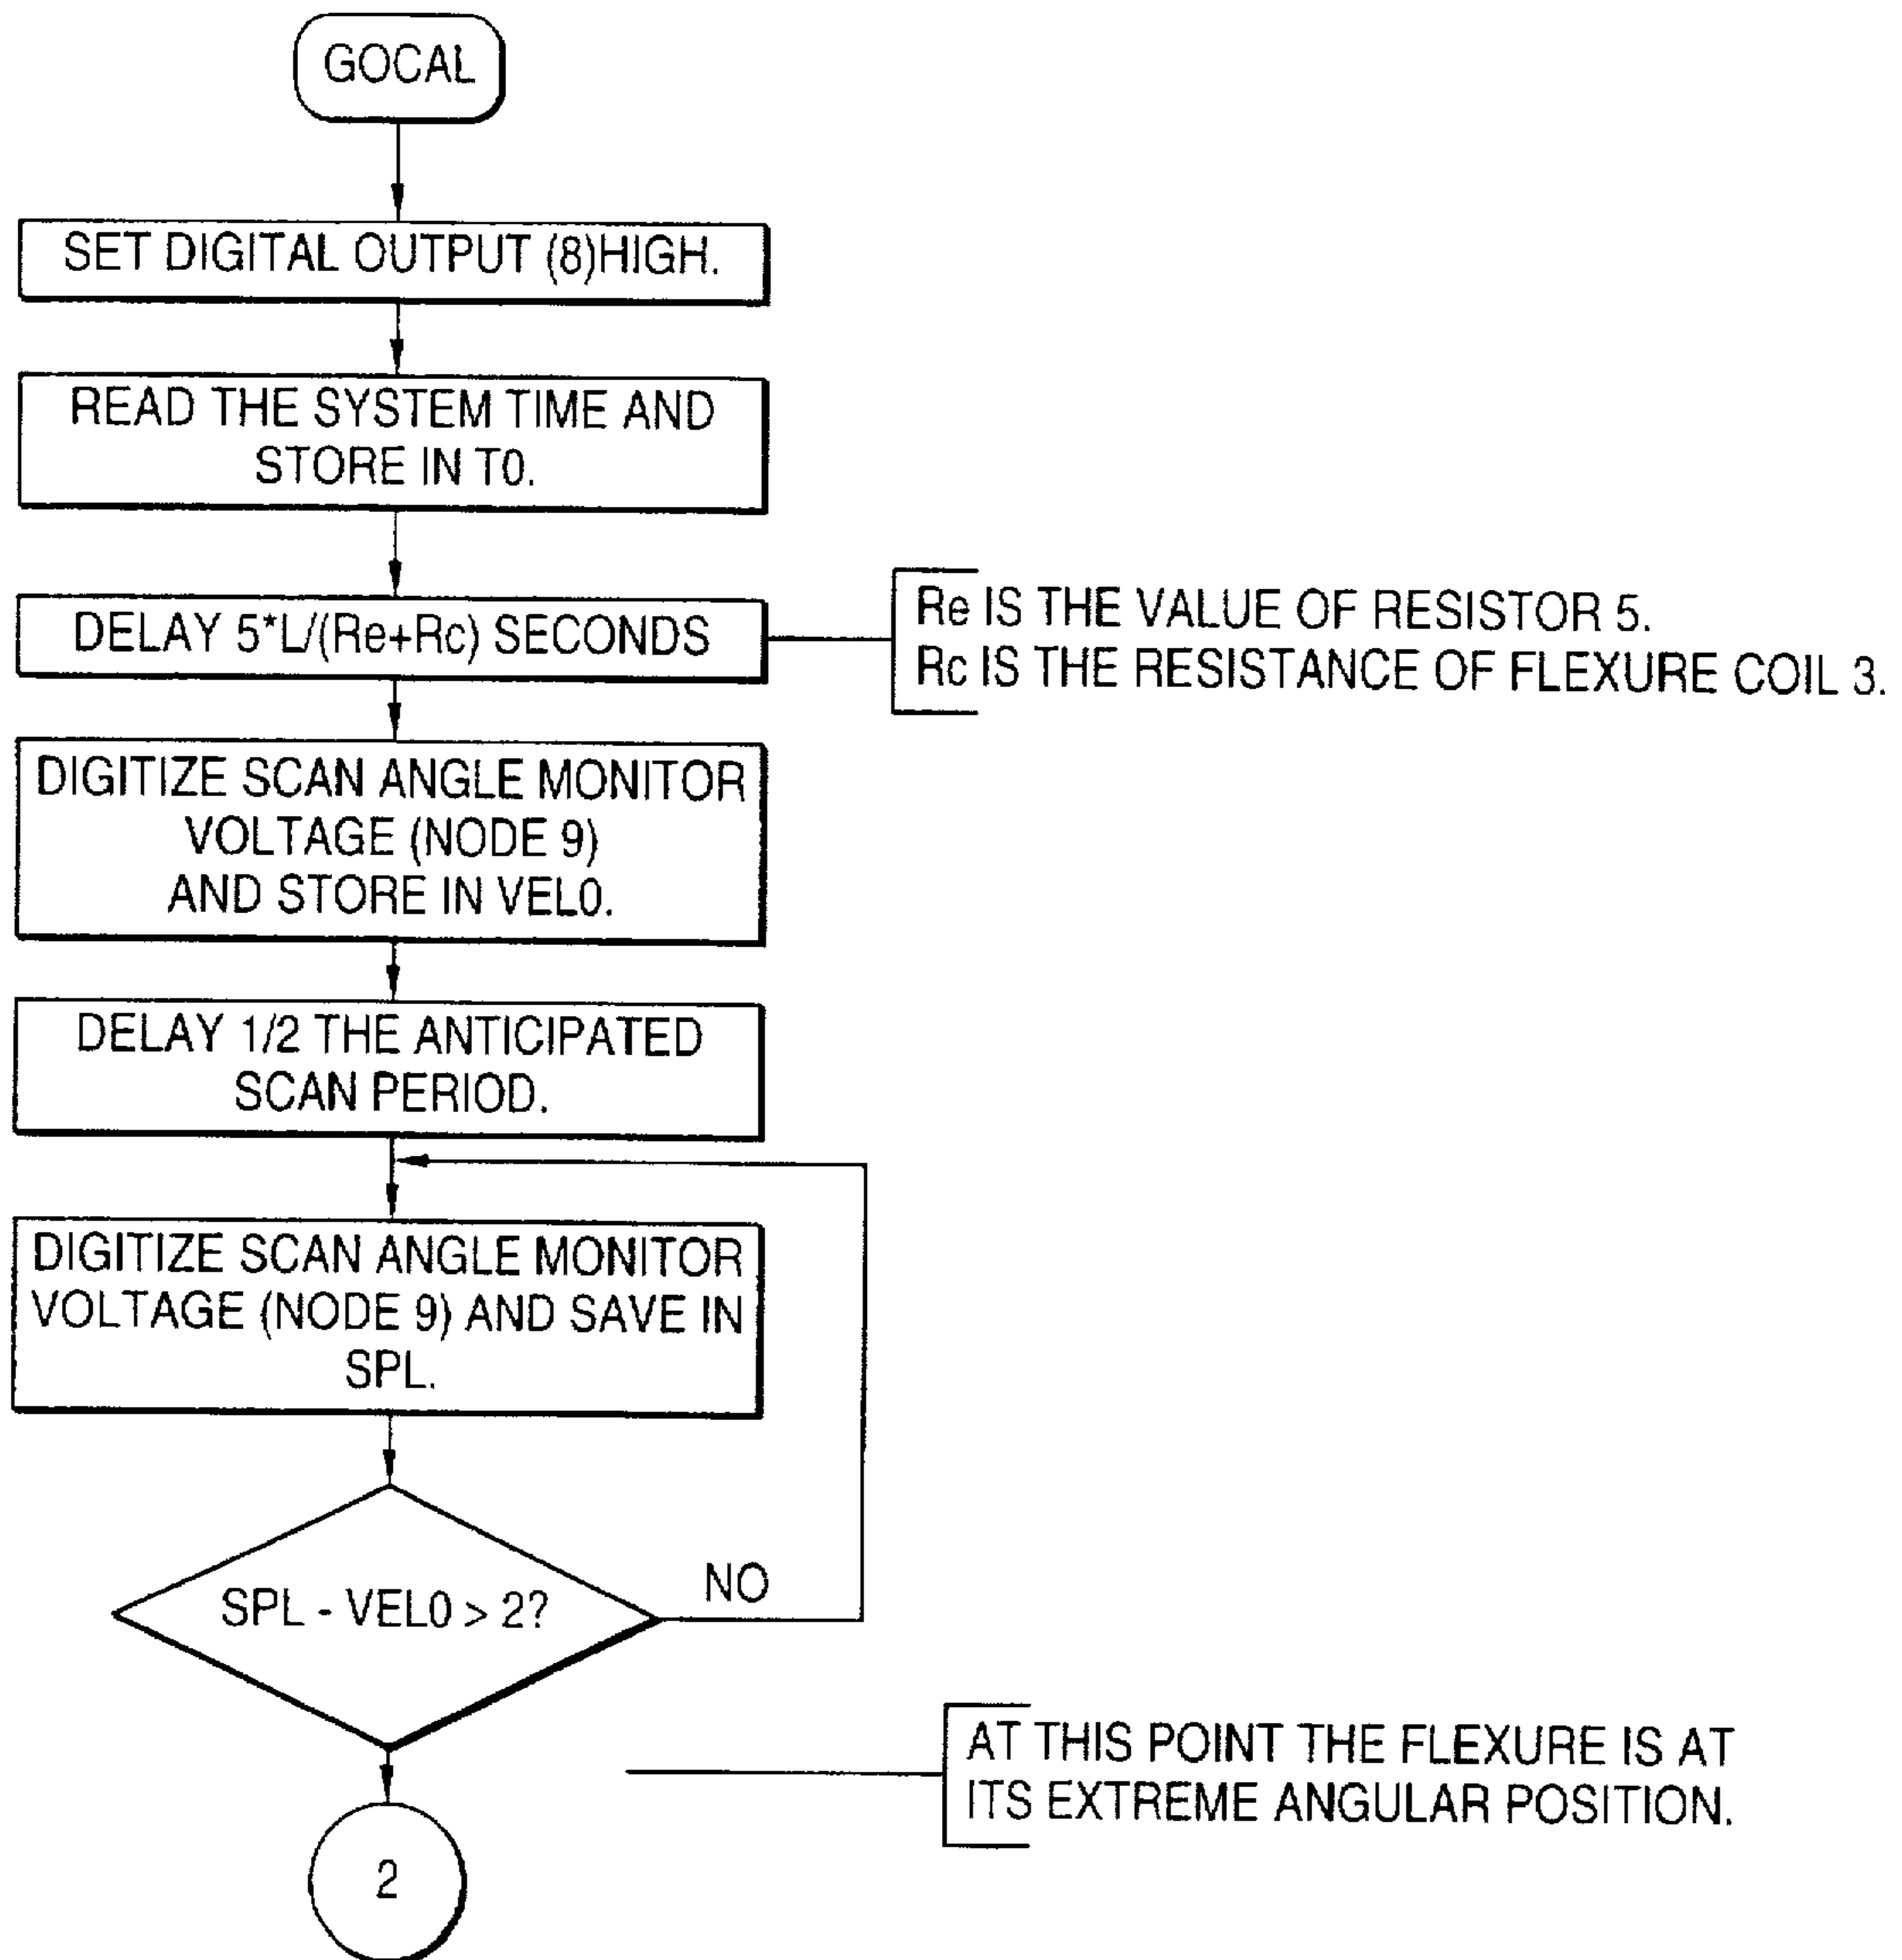 GOCAL
SET DIGITAL OUTPUT (8)HIGH.
READ THE SYSTEM TIME AND
STORE IN T0.
DELAY 5*L/(Re+Rc) SECONDS
Re IS THE VALUE OF RESISTOR 5.
Rc IS THE RESISTANCE OF FLEXURE COIL 3.
DIGITIZE SCAN ANGLE MONITOR
VOLTAGE (NODE 9)
AND STORE IN VEL0.
DELAY 1/2 THE ANTICIPATED
SCAN PERIOD.
DIGITIZE SCAN ANGLE MONITOR
VOLTAGE (NODE 9) AND SAVE IN
SPL.
SPL - VEL0 > 2?
NO
AT THIS POINT THE FLEXURE IS AT
ITS EXTREME ANGULAR POSITION.
2